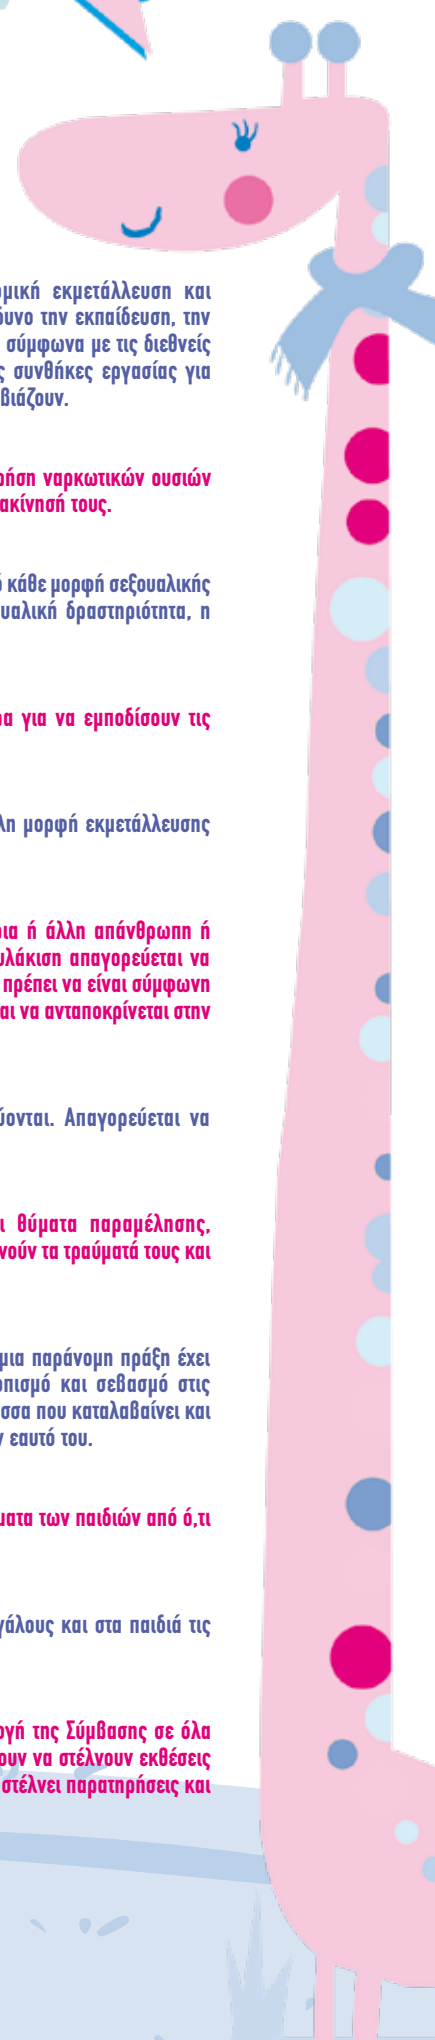 μική εκμετάλλευση και
υνο την εκπαίδευση, την
σύμφωνα με τις διεθνείς
ς συνθήκες εργασίας για
βιάζουν.
ρήση ναρκωτικών ουσιών
ακίνησή τους.
κάθε μορφή σεξουαλικής
υαλική δραστηριότητα, η
ρα για να εμποδίσουν τις
λη μορφή εκμετάλλευσης
ρια ή άλλη απάνθρωπη ή
υλάκιση απαγορεύεται να
πρέπει να είναι σύμφωνη
αι να ανταποκρίνεται στην
ύονται. Απαγορεύεται να
ι θύματα παραμέλησης,
νούν τα τραύματά τους και
μια παράνομη πράξη έχει
πισμό και σεβασμό στις
σσα που καταλαβαίνει και
ν εαυτό του.
ματα των παιδιών από ό,τι
γάλους και στα παιδιά τις
ογή της Σύμβασης σε όλα
ουν να στέλνουν εκθέσεις
στέλνει παρατηρήσεις και